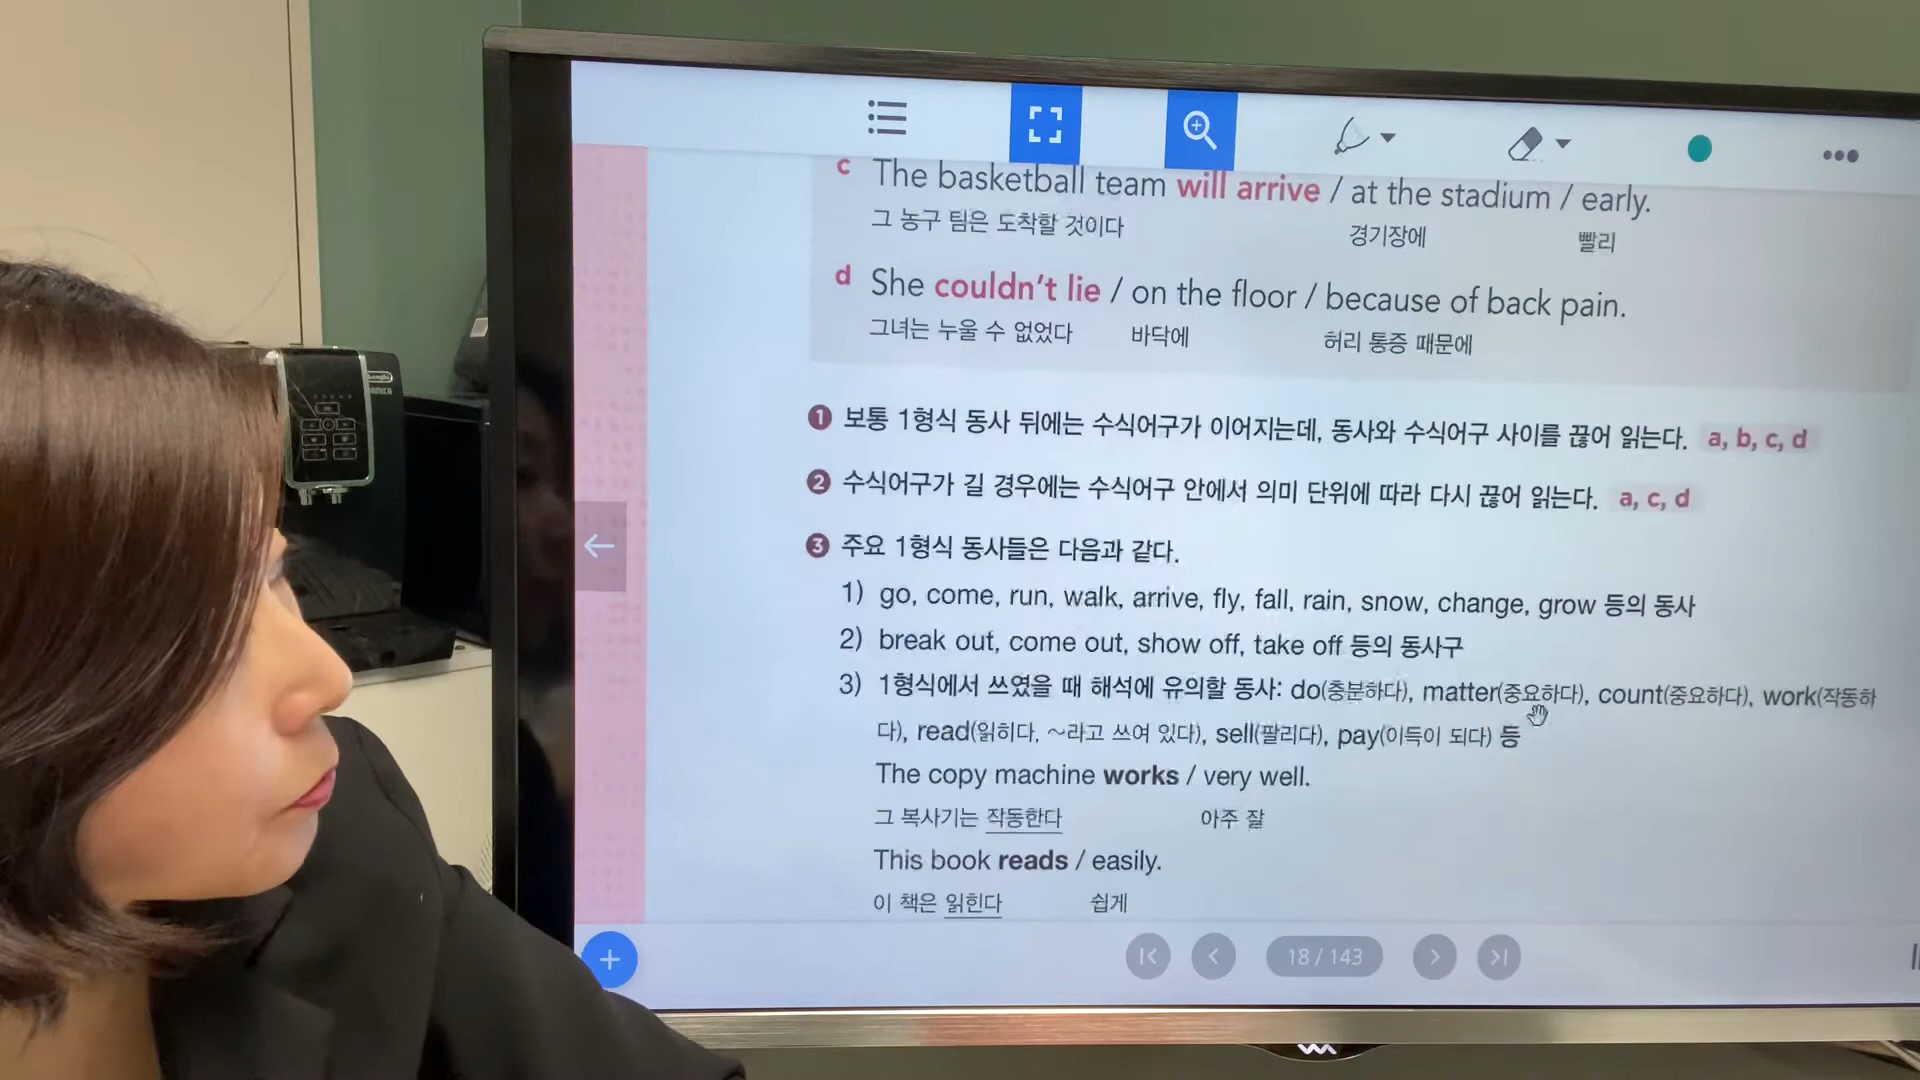 c The basketball team will arrive / at the stadium / early.
그 농구 팀은 도착할 것이다 경기장에 빨리
d She couldn't lie / on the floor / because of back pain.
그녀는 누울 수 없었다 바닥에 허리 통증 때문에
1 보통 1형식 동사 뒤에는 수식어구가 이어지는데, 동사와 수식어구 사이를 끊어 읽는다. a, b, c, d
2 수식어구가 길 경우에는 수식어구 안에서 의미 단위에 따라 다시 끊어 읽는다. a, c, d
3 주요 1형식 동사들은 다음과 같다.
1) go, come, run, walk, arrive, fly, fall, rain, snow, change, grow 등의 동사
2) break out, come out, show off, take off 등의 동사구
3) 1형식에서 쓰였을 때 해석에 유의할 동사: do(충분하다), matter(중요하다), count(중요하다), work(작동하
다), read(읽히다, ~라고 쓰여 있다), sell(팔리다), pay(이득이 되다) 등
The copy machine works / very well.
그 복사기는 작동한다 아주 잘
This book reads / easily.
이 책은 읽힌다 쉽게
18 / 143